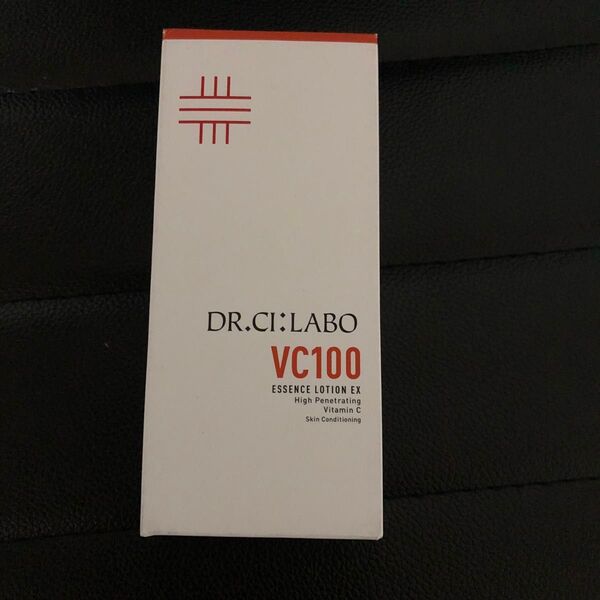 DR.CI:LABO
VC100
ESSENCE LOTION EX
High Penetrating
Vitamin C
Skin Conditioning